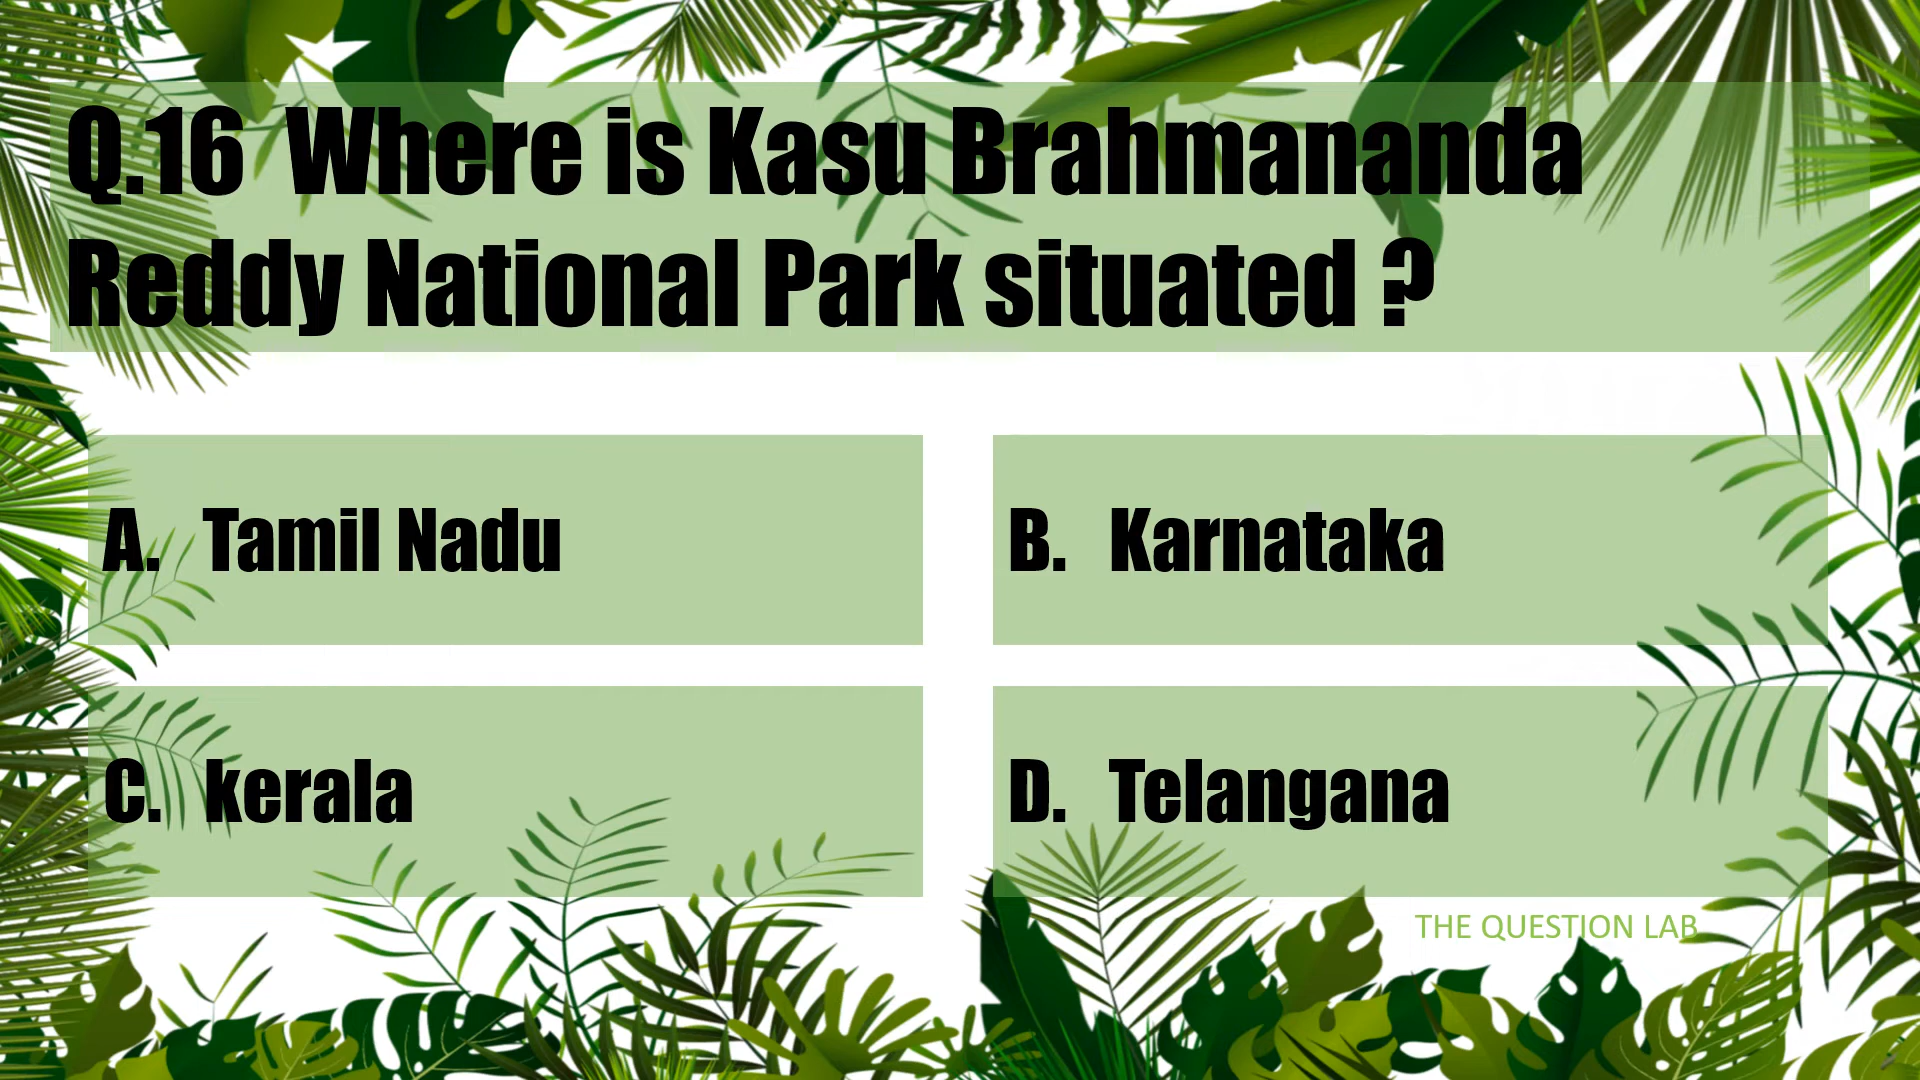 Q.16 Where is Kasu Brahmananda
Reddy National Park situated ?
A. Tamil Nadu
B. Karnataka
C. kerala
D. Telangana
THE QUESTION LAB